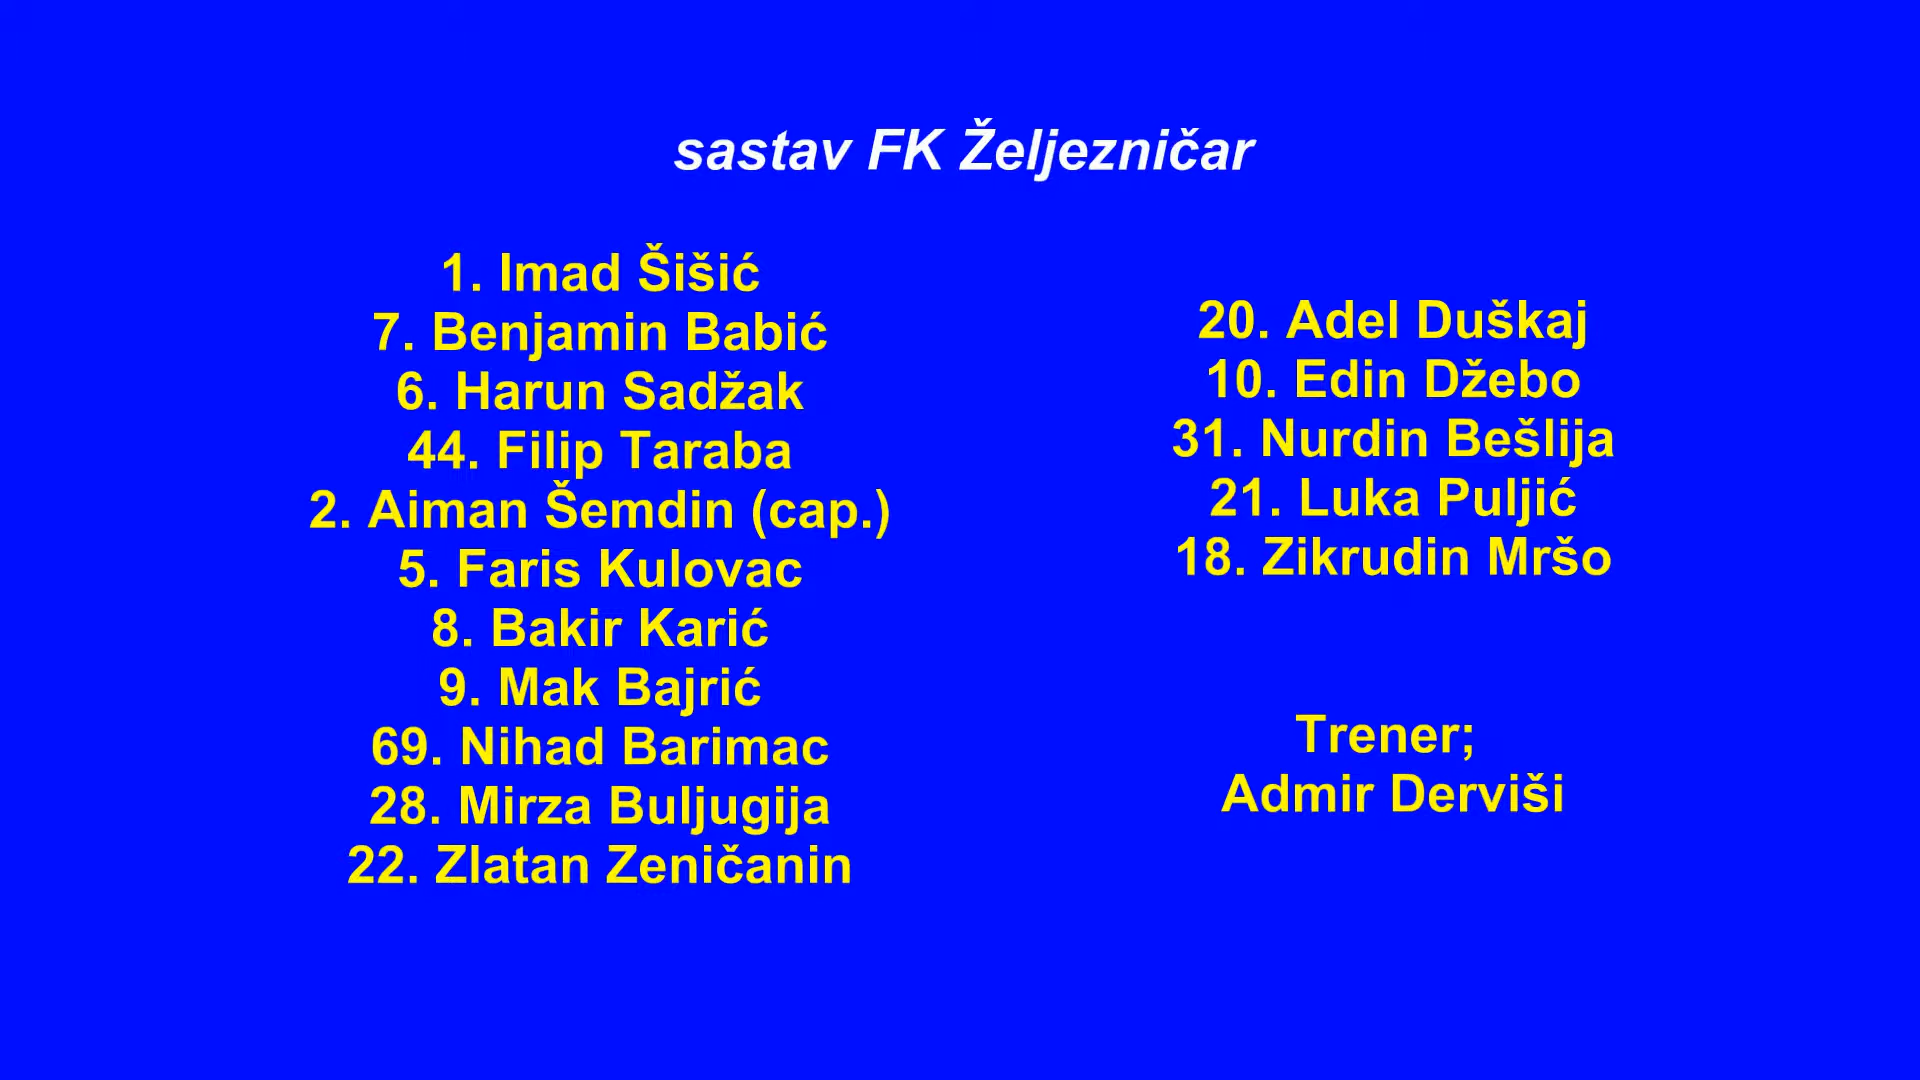 sastav FK Željezničar
1. Imad Šišić
7. Benjamin Babić
6. Harun Sadžak
44. Filip Taraba
2. Aiman Šemdin (cap.)
5. Faris Kulovac
8. Bakir Karić
9. Mak Bajrić
69. Nihad Barimac
28. Mirza Buljugija
22. Zlatan Zeničanin
20. Adel Duškaj
10. Edin Džebo
31. Nurdin Bešlija
21. Luka Puljić
18. Zikrudin Mršo
Trener;
Admir Derviši